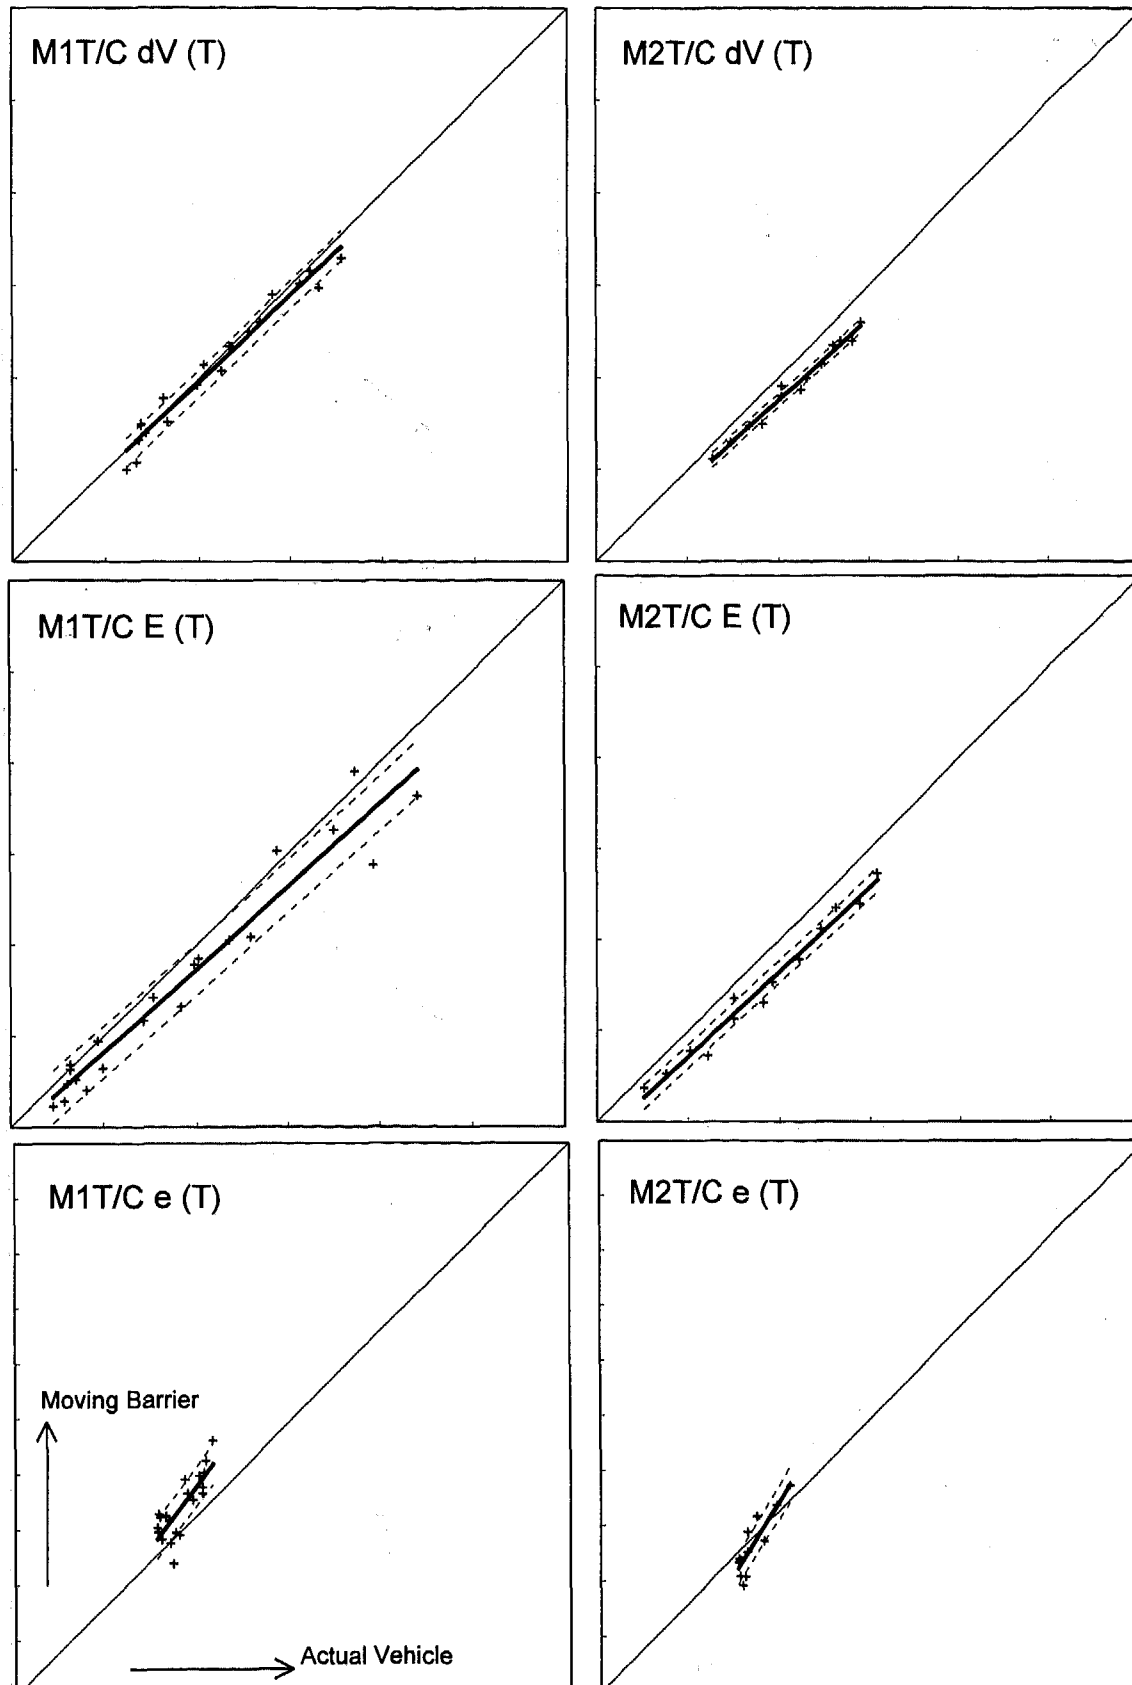 M1T/C dV (T)
M2T/C dV (T)
M1T/C E (T)
M2T/C E (T)
M1T/C e (T)
M2T/C e (T)
Moving Barrier
Actual Vehicle